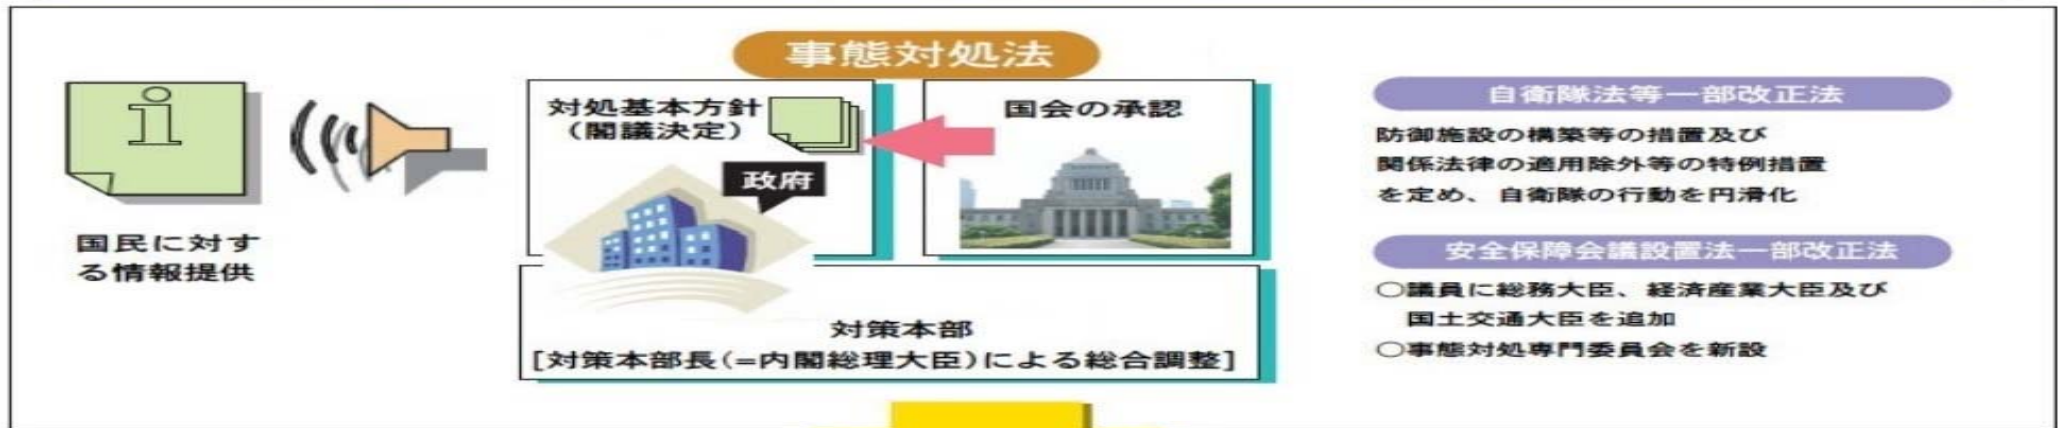 事態対処法
i
国民に対す
る情報提供
対処基本方針
(閣議決定)
政府
国会の承認
対策本部
[対策本部長(=内閣総理大臣)による総合調整]
自衛隊法等一部改正法
防御施設の構築等の措置及び
関係法律の適用除外等の特例措置
を定め、自衛隊の行動を円滑化
安全保障会議設置法一部改正法
○議員に総務大臣、経済産業大臣及び
国土交通大臣を追加
○事態対処専門委員会を新設